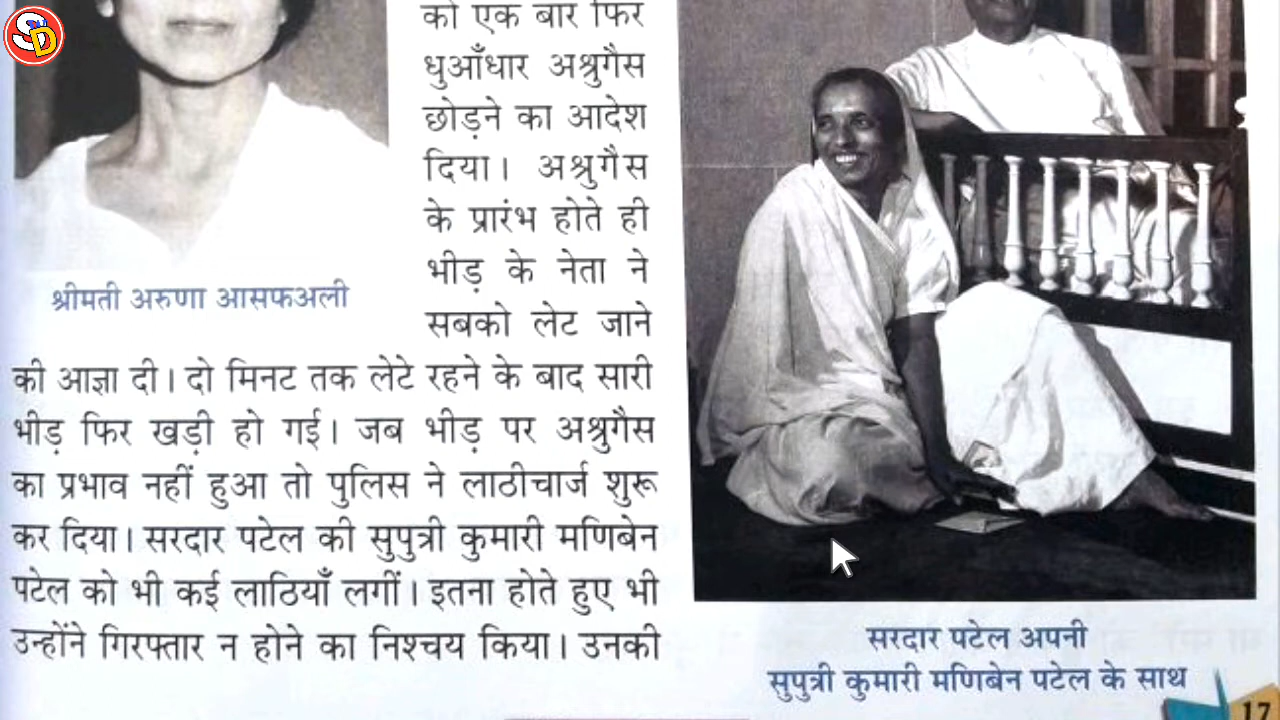 SD
को एक बार फिर
धुआँधार अश्रुगैस
छोड़ने का आदेश
दिया। अश्रुगैस
के प्रारंभ होते ही
भीड़ के नेता ने
सबको लेट जाने
श्रीमती अरुणा आसफअली
की आज्ञा दी। दो मिनट तक लेटे रहने के बाद सारी
भीड़ फिर खड़ी हो गई। जब भीड़ पर अश्रुगैस
का प्रभाव नहीं हुआ तो पुलिस ने लाठीचार्ज शुरू
कर दिया। सरदार पटेल की सुपुत्री कुमारी मणिबेन
पटेल को भी कई लाठियाँ लगीं। इतना होते हुए भी
उन्होंने गिरफ्तार न होने का निश्चय किया। उनकी
सरदार पटेल अपनी
सुपुत्री कुमारी मणिबेन पटेल के साथ
17